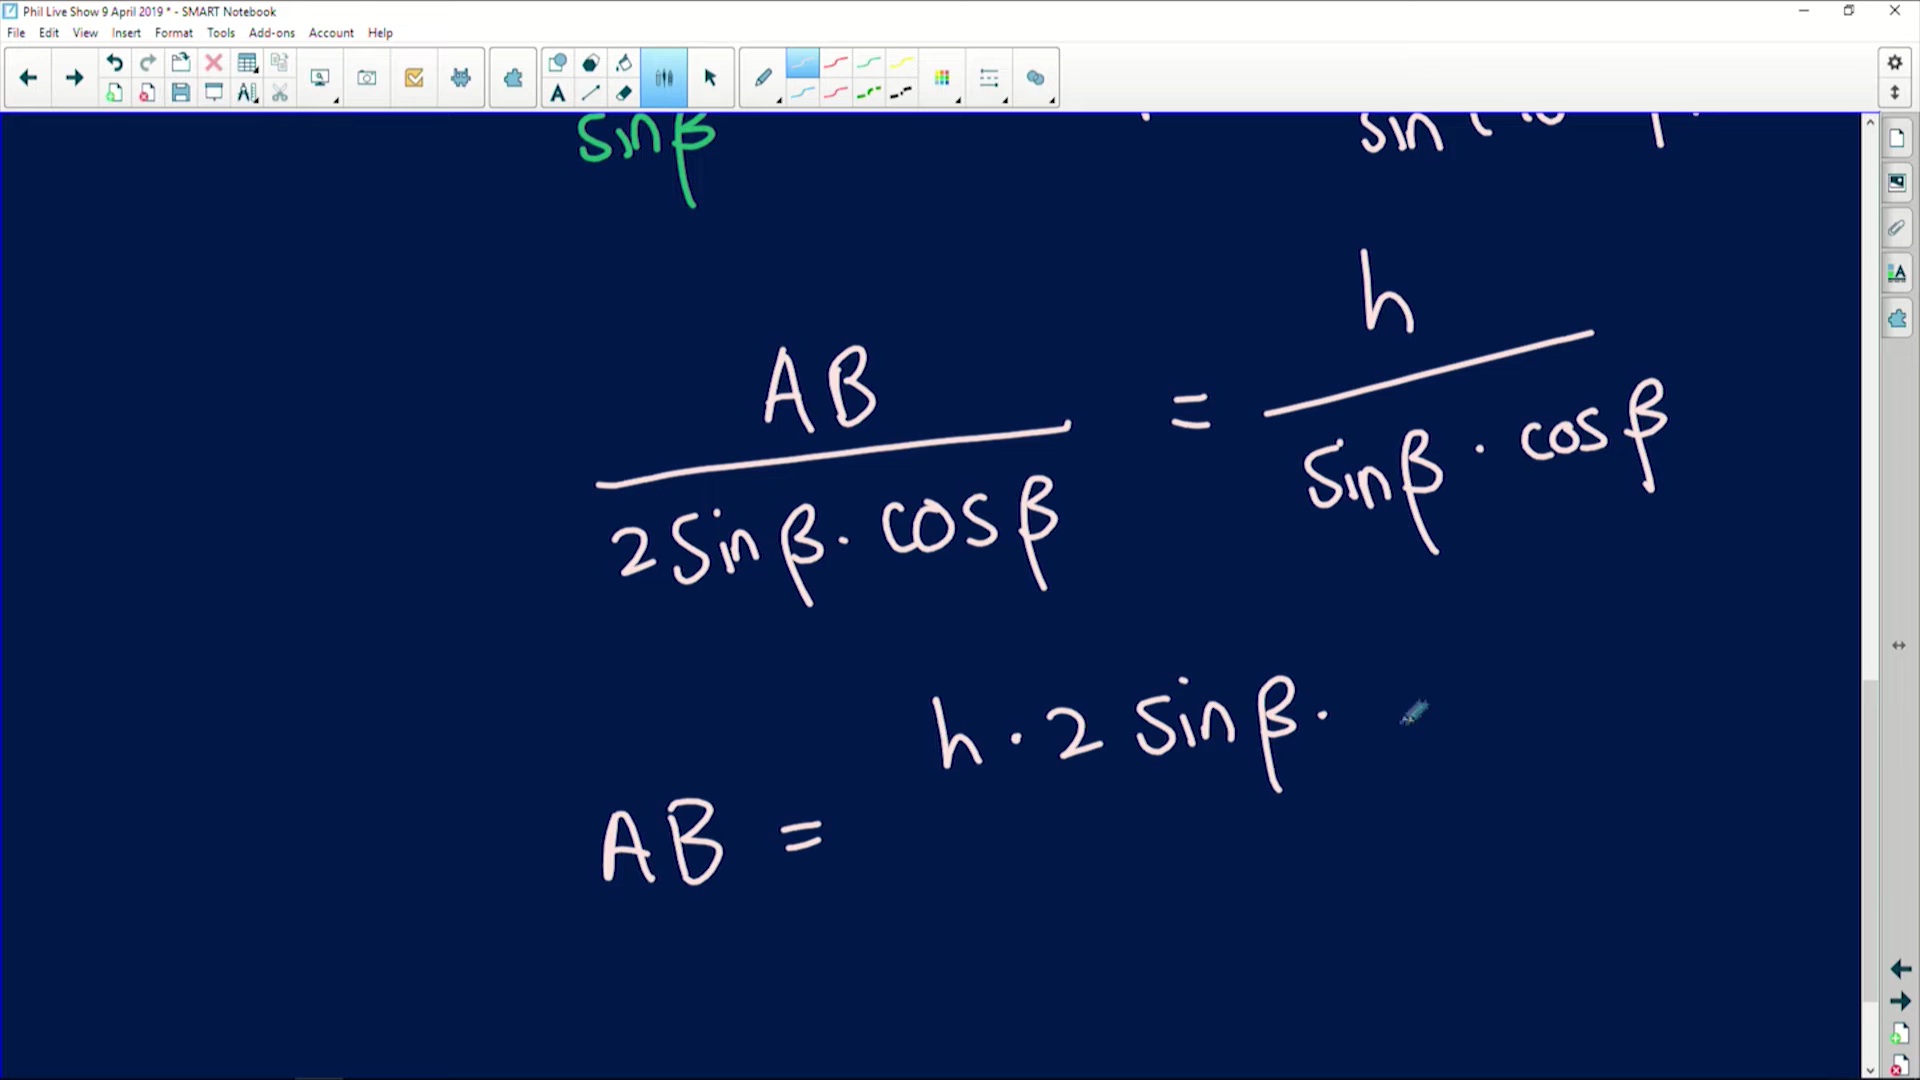 Phil Live Show 9 April 2019 * - SMART Notebook
File Edit View Insert Format Tools Add-ons Account Help
sinβ
sin
AB / 2sinβ · cosβ = h / sinβ · cosβ
h · 2 sinβ ·
AB =